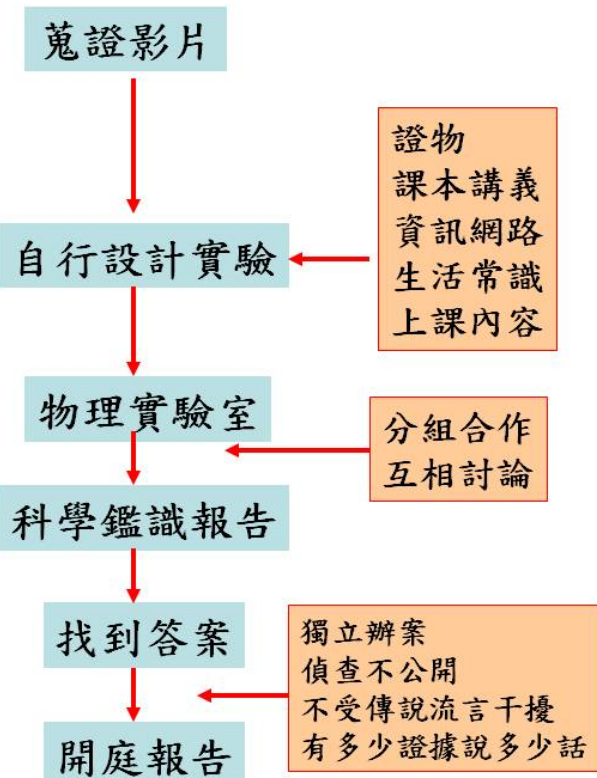 蒐證影片
證物
課本講義
資訊網路
生活常識
上課內容
自行設計實驗
物理實驗室
分組合作
互相討論
科學鑑識報告
找到答案
獨立辦案
偵查不公開
不受傳說流言干擾
有多少證據說多少話
開庭報告